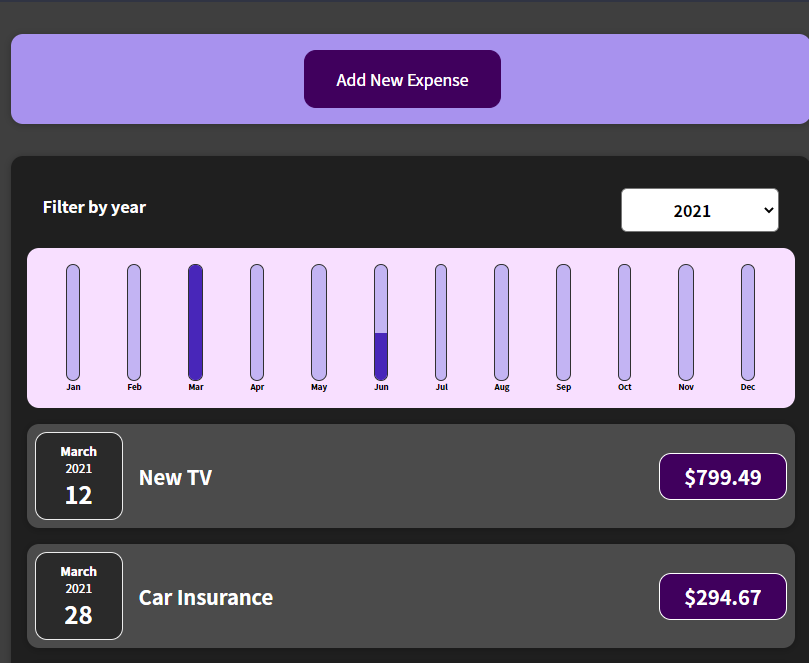 Add New Expense
Filter by year
2021
Jan Feb Mar Apr May Jun Jul Aug Sep Oct Nov Dec
March
2021
12
New TV
$799.49
March
2021
28
Car Insurance
$294.67